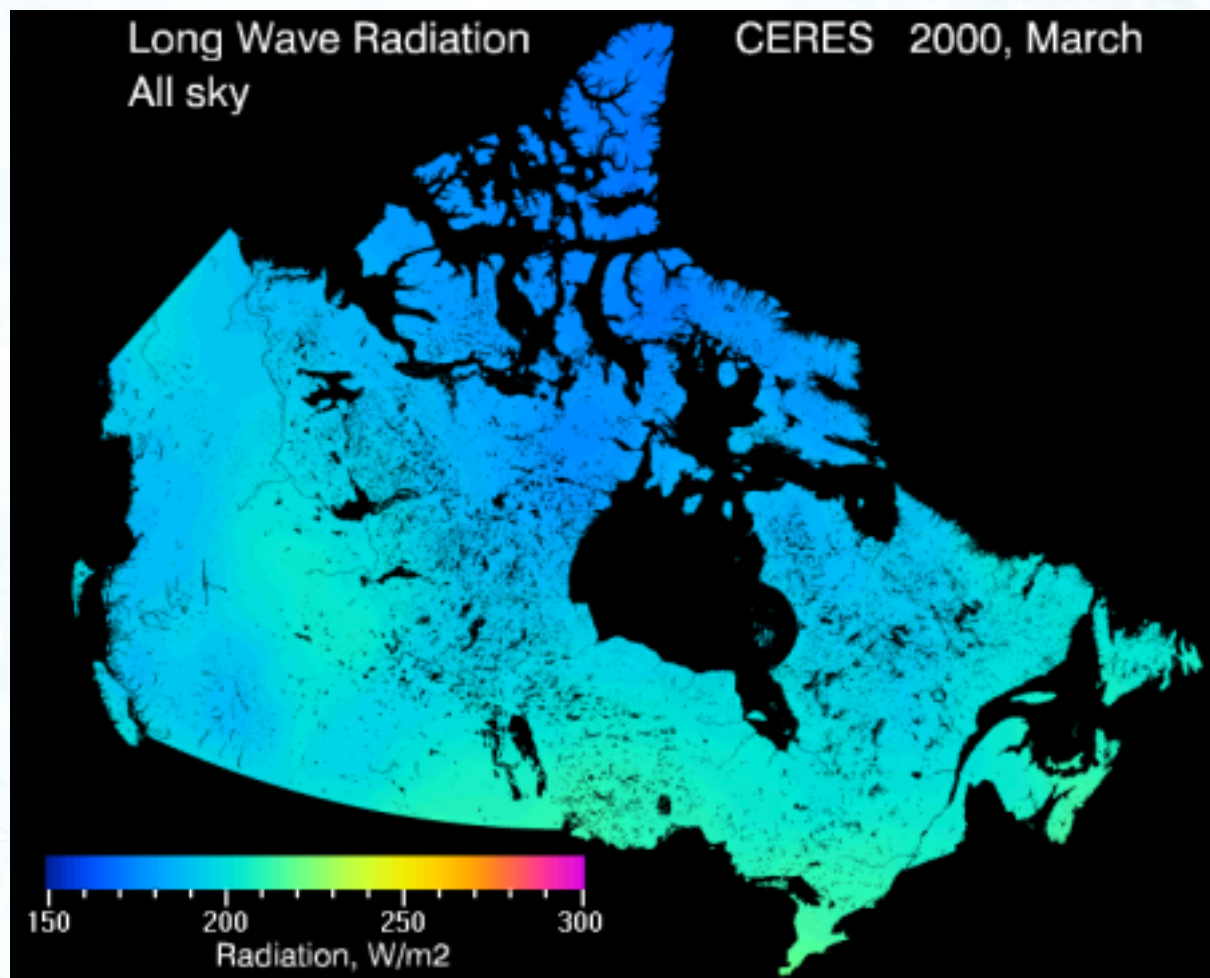 Long Wave Radiation
CERES 2000, March
All sky
150 200 250 300
Radiation, W/m2